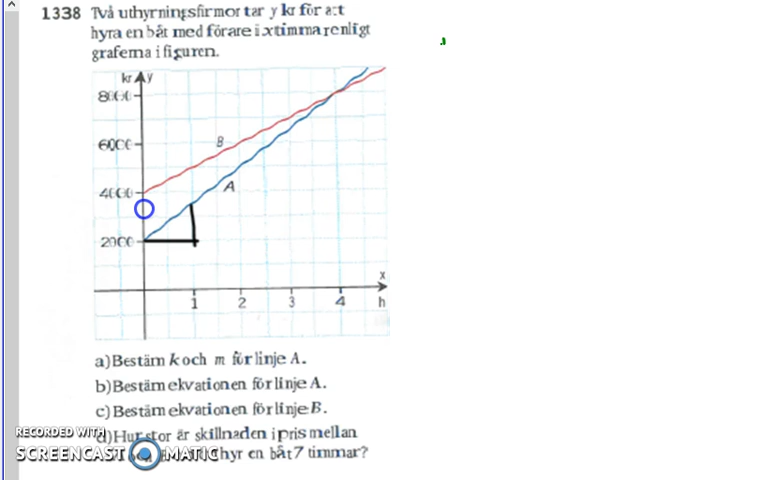 1338 Två uthyrningsfirmor tar y kr för att
hyra en båt med förare i x timmar enligt
graferna i figuren.
kr y
8000
6000
B
4000
A
2000
x
1 2 3 4 h
a) Bestäm k och m för linje A.
b) Bestäm ekvationen för linje A.
c) Bestäm ekvationen för linje B.
d) Hur stor är skillnaden i pris mellan
hyr en båt 7 timmar?
RECORDED WITH
SCREENCAST MATIC